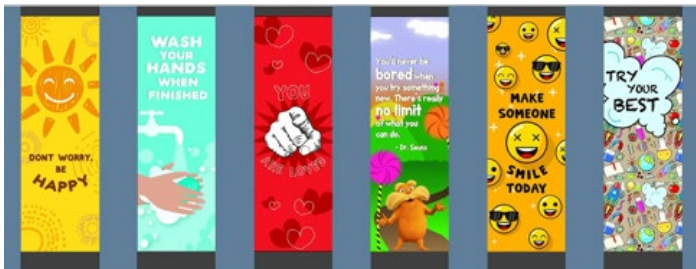 DONT WORRY,
BE
HAPPY
WASH
YOUR
HANDS
WHEN
FINISHED
YOU
ARE LOVED
You'll never be
bored when
you try something
new. There's really
no limit
of what you
can do.
- Dr. Seuss
MAKE
SOMEONE
SMILE
TODAY
TRY
YOUR
BEST